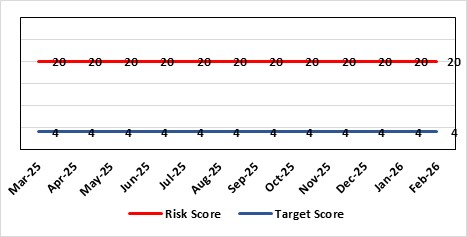 20 20 20 20 20 20 20 20 20 20 20 20
4 4 4 4 4 4 4 4 4 4 4 4
Mar-25 Apr-25 May-25 Jun-25 Jul-25 Aug-25 Sep-25 Oct-25 Nov-25 Dec-25 Jan-26 Feb-26
Risk Score Target Score